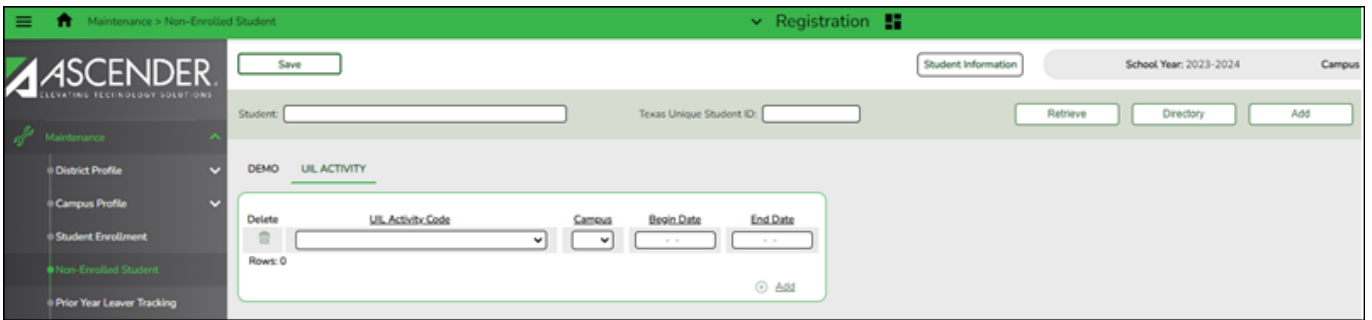 Maintenance > Non-Enrolled Student
Registration
ASCENDER.
ELEVATING TECHNOLOGY SOLUTIONS
Save
Student Information
School Year: 2023-2024
Campus
Student:
Texas Unique Student ID:
Retrieve
Directory
Add
Maintenance
District Profile
Campus Profile
Student Enrollment
Non-Enrolled Student
Prior Year Leaver Tracking
DEMO
UIL ACTIVITY
Delete
UIL Activity Code
Campus
Begin Date
End Date
- -
- -
Rows: 0
Add